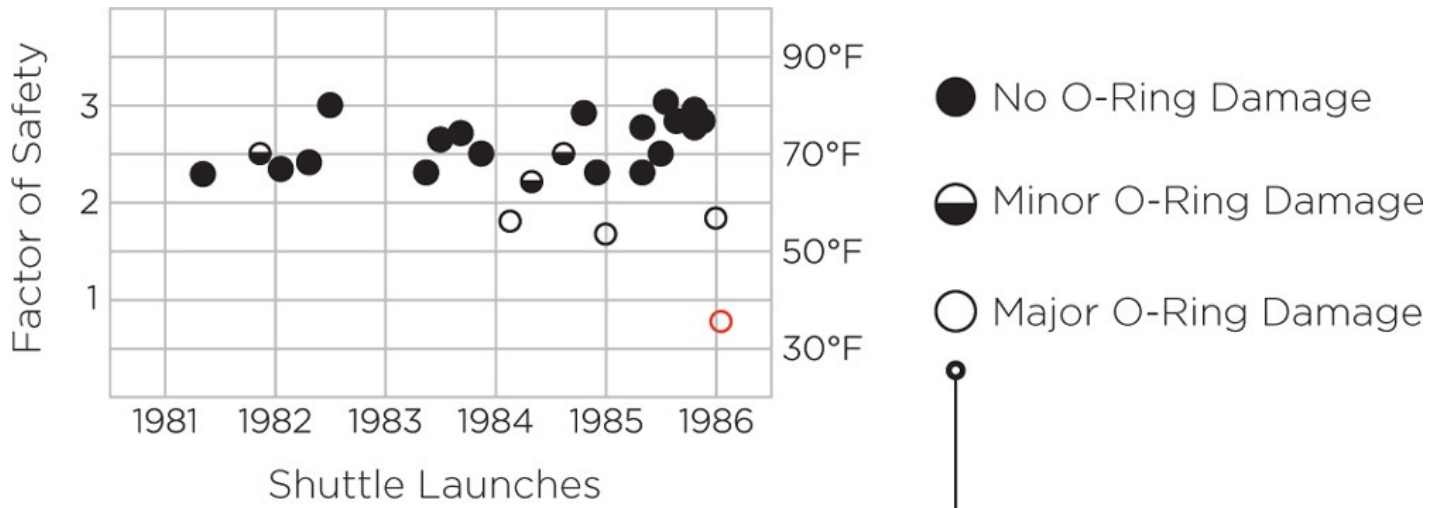 Factor of Safety
3
2
1
90°F
70°F
50°F
30°F
1981 1982 1983 1984 1985 1986
Shuttle Launches
No O-Ring Damage
Minor O-Ring Damage
Major O-Ring Damage